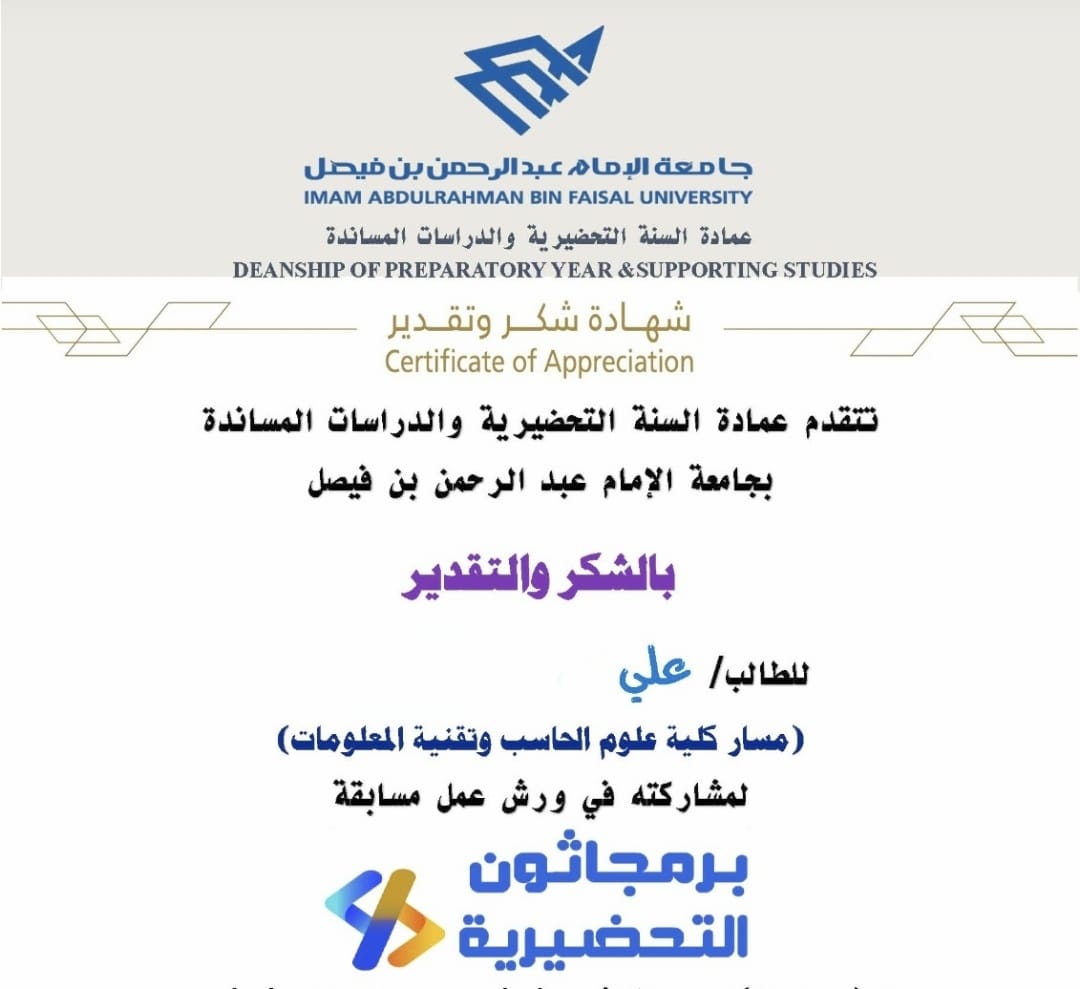 جامعة الإمام عبد الرحمن بن فيصل
IMAM ABDULRAHMAN BIN FAISAL UNIVERSITY
عمادة السنة التحضيرية والدراسات المساندة
DEANSHIP OF PREPARATORY YEAR &SUPPORTING STUDIES
شهادة شكر وتقدير
Certificate of Appreciation
تتقدم عمادة السنة التحضيرية والدراسات المساندة
بجامعة الإمام عبد الرحمن بن فيصل
بالشكر والتقدير
للطالب/ علي
(مسار كلية علوم الحاسب وتقنية المعلومات)
لمشاركته في ورش عمل مسابقة
برمجاثون
التحضيرية